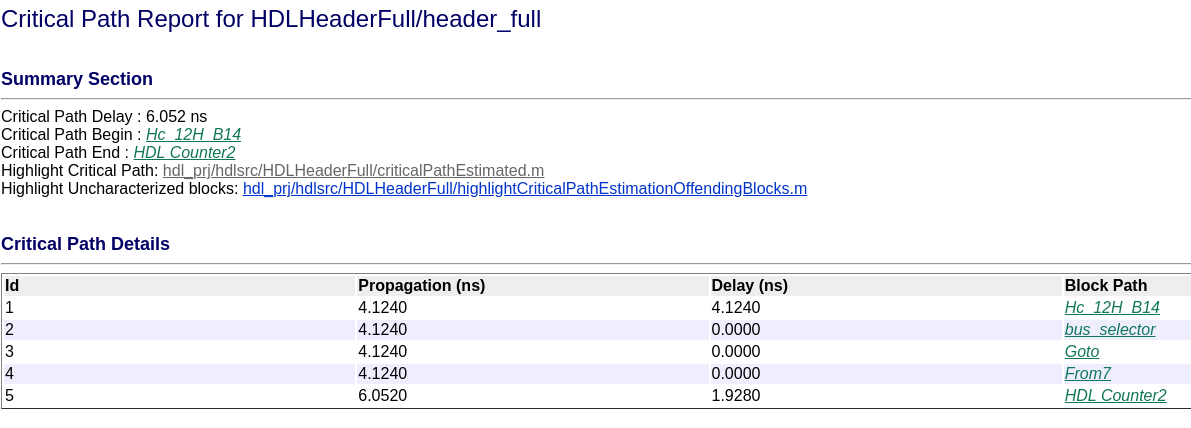 Critical Path Report for HDLHeaderFull/header_full
Summary Section
Critical Path Delay : 6.052 ns
Critical Path Begin : Hc_12H_B14
Critical Path End : HDL Counter2
Highlight Critical Path: hdl_prj/hdlsrc/HDLHeaderFull/criticalPathEstimated.m
Highlight Uncharacterized blocks: hdl_prj/hdlsrc/HDLHeaderFull/highlightCriticalPathEstimationOffendingBlocks.m
Critical Path Details
Id Propagation (ns) Delay (ns) Block Path
1 4.1240 4.1240 Hc_12H_B14
2 4.1240 0.0000 bus_selector
3 4.1240 0.0000 Goto
4 4.1240 0.0000 From7
5 6.0520 1.9280 HDL Counter2